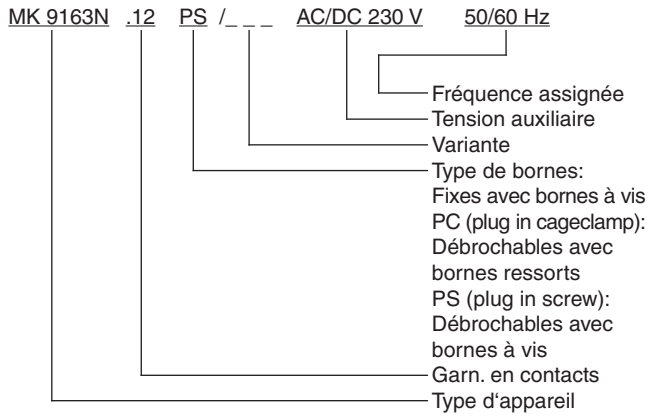 MK 9163N .12 PS /_ _ _ AC/DC 230 V 50/60 Hz
Fréquence assignée
Tension auxiliaire
Variante
Type de bornes:
Fixes avec bornes à vis
PC (plug in cageclamp):
Débrochables avec
bornes ressorts
PS (plug in screw):
Débrochables avec
bornes à vis
Garn. en contacts
Type d‘appareil